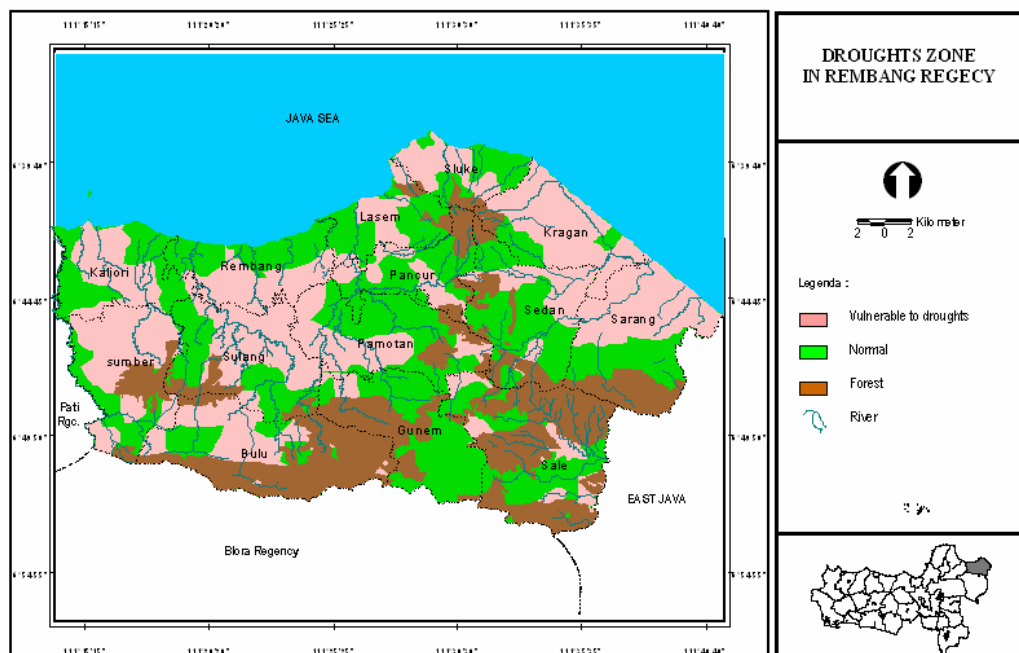 DROUGHTS ZONE
IN REMBANG REGECY
JAVA SEA
Sluke
Lasem
Kragan
Kaliori
Rembang
Pancur
Sedan
Sarang
sumber
Sulang
Pamotan
Pati
Rgc.
Gunem
Bulu
Sale
EAST JAVA
Blora Regency
2 0 2 Kilometer
Legenda :
Vulnerable to droughts
Normal
Forest
River